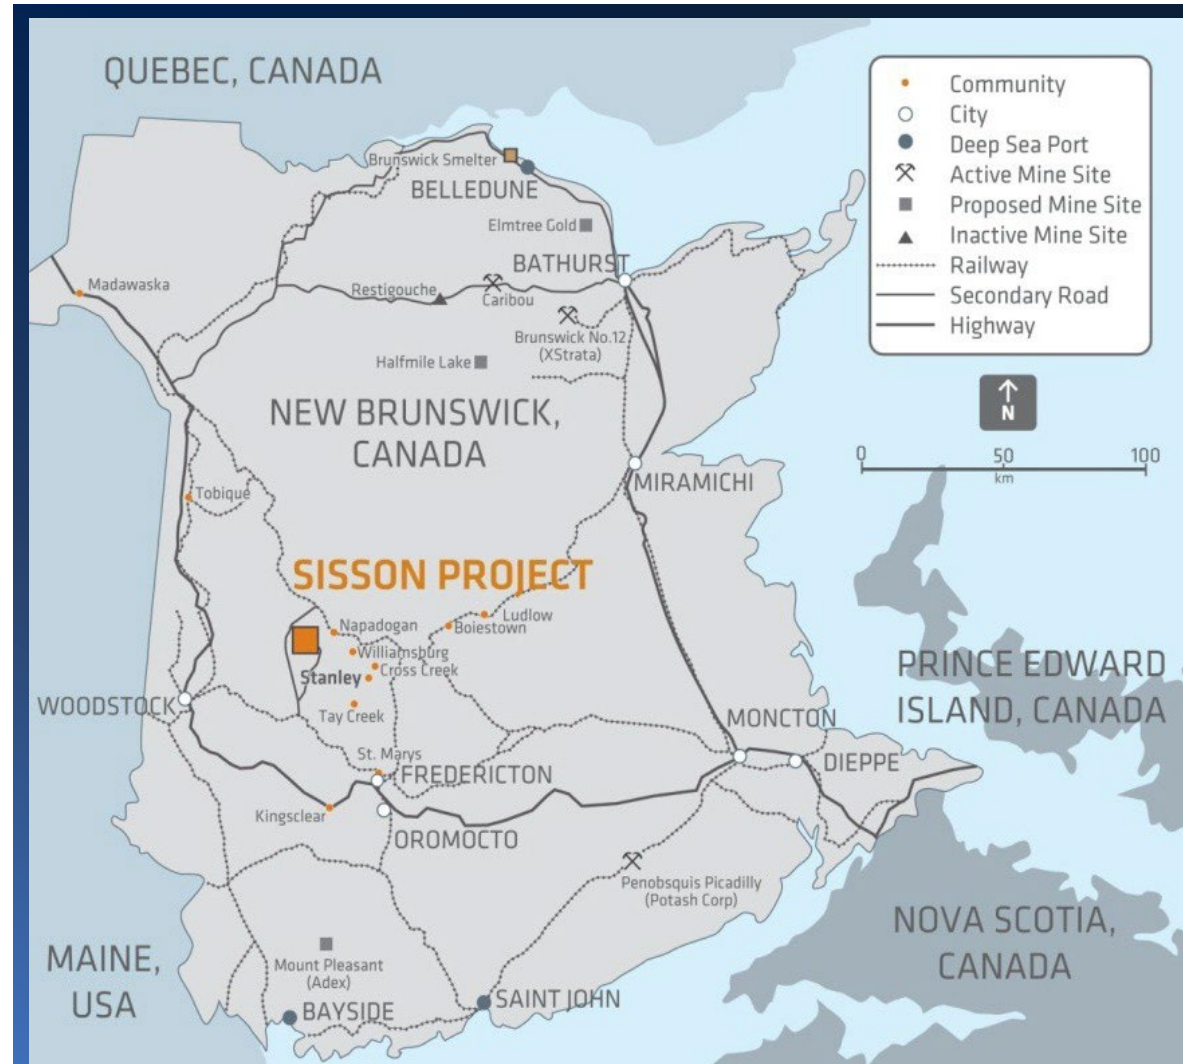 QUEBEC, CANADA
Community
City
Deep Sea Port
Active Mine Site
Proposed Mine Site
Inactive Mine Site
Railway
Secondary Road
Highway
N
0 50 100
km
Brunswick Smelter
BELLEDUNE
Elmtree Gold
BATHURST
Madawaska
Restigouche
Caribou
Brunswick No.12
(XStrata)
Halfmile Lake
NEW BRUNSWICK,
CANADA
MIRAMICHI
Tobique
SISSON PROJECT
Ludlow
Boiestown
Napadogan
Williamsburg
Cross Creek
Stanley
Tay Creek
WOODSTOCK
PRINCE EDWARD
ISLAND, CANADA
MONCTON
DIEPPE
St. Marys
FREDERICTON
Kingsclear
OROMOCTO
Penobsquis Picadilly
(Potash Corp)
NOVA SCOTIA,
CANADA
MAINE,
USA
Mount Pleasant
(Adex)
BAYSIDE
SAINT JOHN